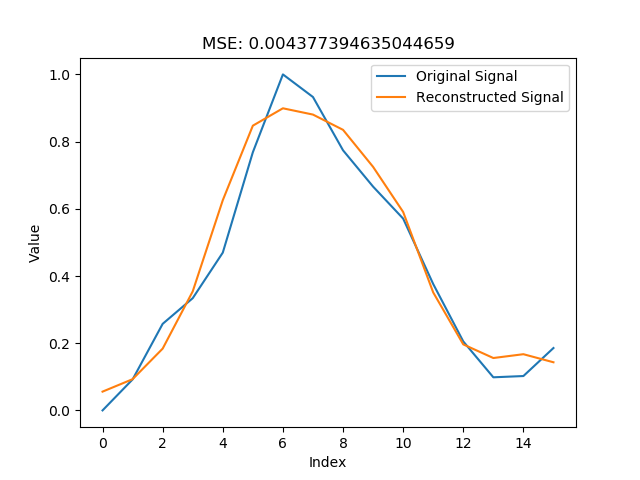 MSE: 0.004377394635044659
Original Signal
Reconstructed Signal
1.0
0.8
0.6
0.4
0.2
0.0
Value
0 2 4 6 8 10 12 14
Index